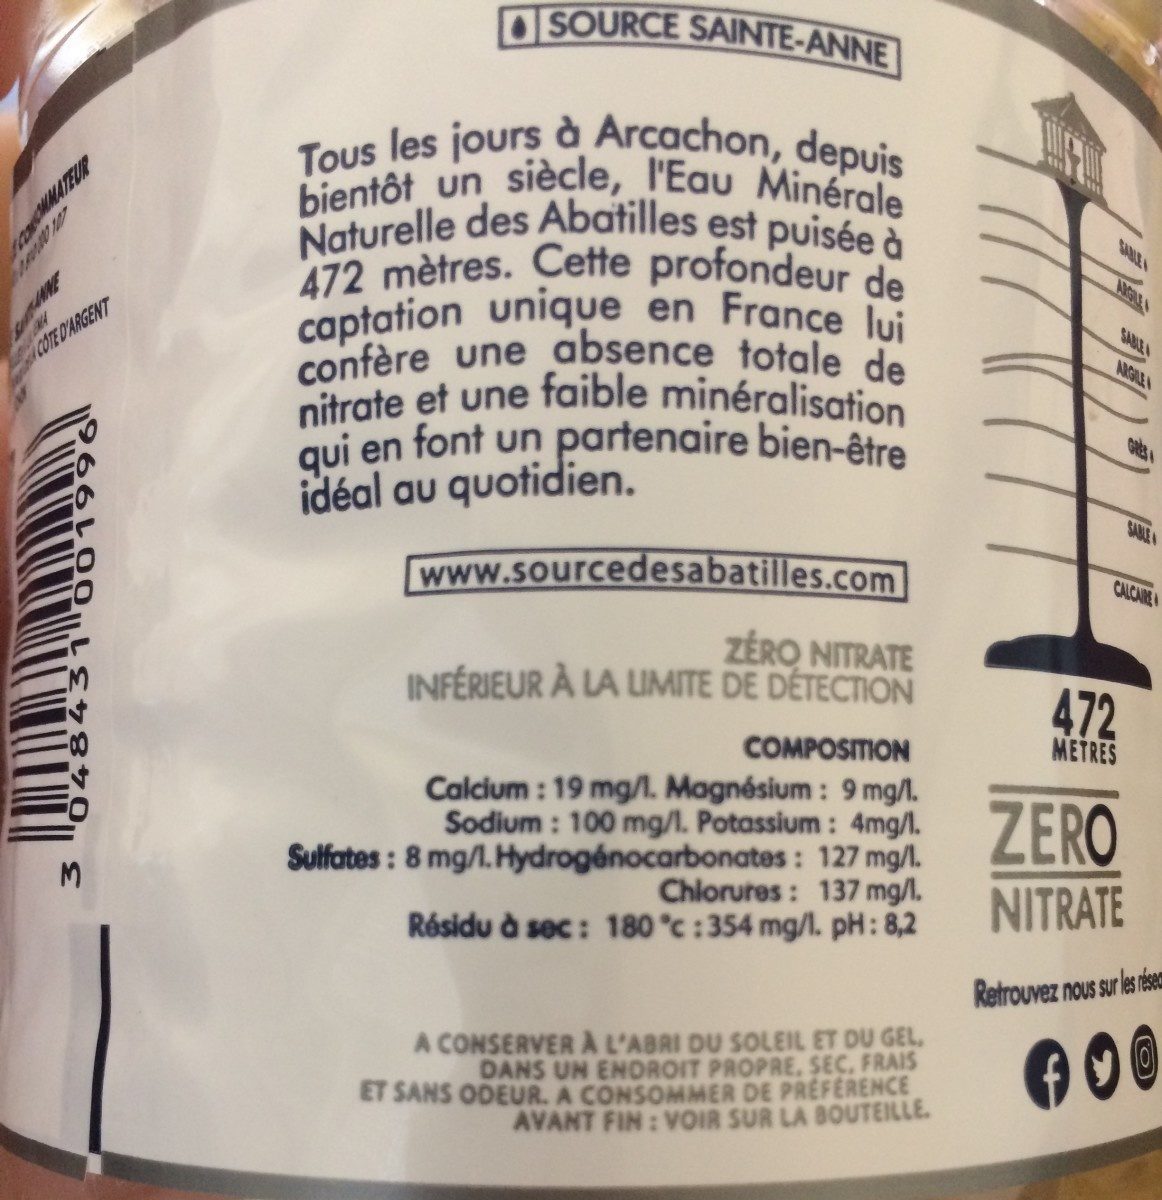 SOURCE SAINTE-ANNE
Tous les jours à Arcachon, depuis
bientôt un siècle, l'Eau Minérale
Naturelle des Abatilles est puisée à
472 mètres. Cette profondeur de
captation unique en France lui
confère une absence totale de
nitrate et une faible minéralisation
qui en font un partenaire bien-être
idéal au quotidien.
www.sourcedesabatilles.com
ZÉRO NITRATE
INFÉRIEUR À LA LIMITE DE DÉTECTION
COMPOSITION
Calcium : 19 mg/l. Magnésium : 9 mg/l.
Sodium : 100 mg/l. Potassium : 4mg/l.
Sulfates : 8 mg/l. Hydrogénocarbonates : 127 mg/l.
Chlorures : 137 mg/l.
Résidu à sec : 180 °c : 354 mg/l. pH : 8,2
A CONSERVER À L'ABRI DU SOLEIL ET DU GEL,
DANS UN ENDROIT PROPRE, SEC, FRAIS
ET SANS ODEUR. A CONSOMMER DE PRÉFÉRENCE
AVANT FIN : VOIR SUR LA BOUTEILLE.
SABLE
ARGILE
SABLE
ARGILE
GRÈS
SABLE
CALCAIRE
472
METRES
ZERO
NITRATE
Retrouvez nous sur les
CONSOMMATEUR
107
CÔTE D'ARGENT
3 048431 001996